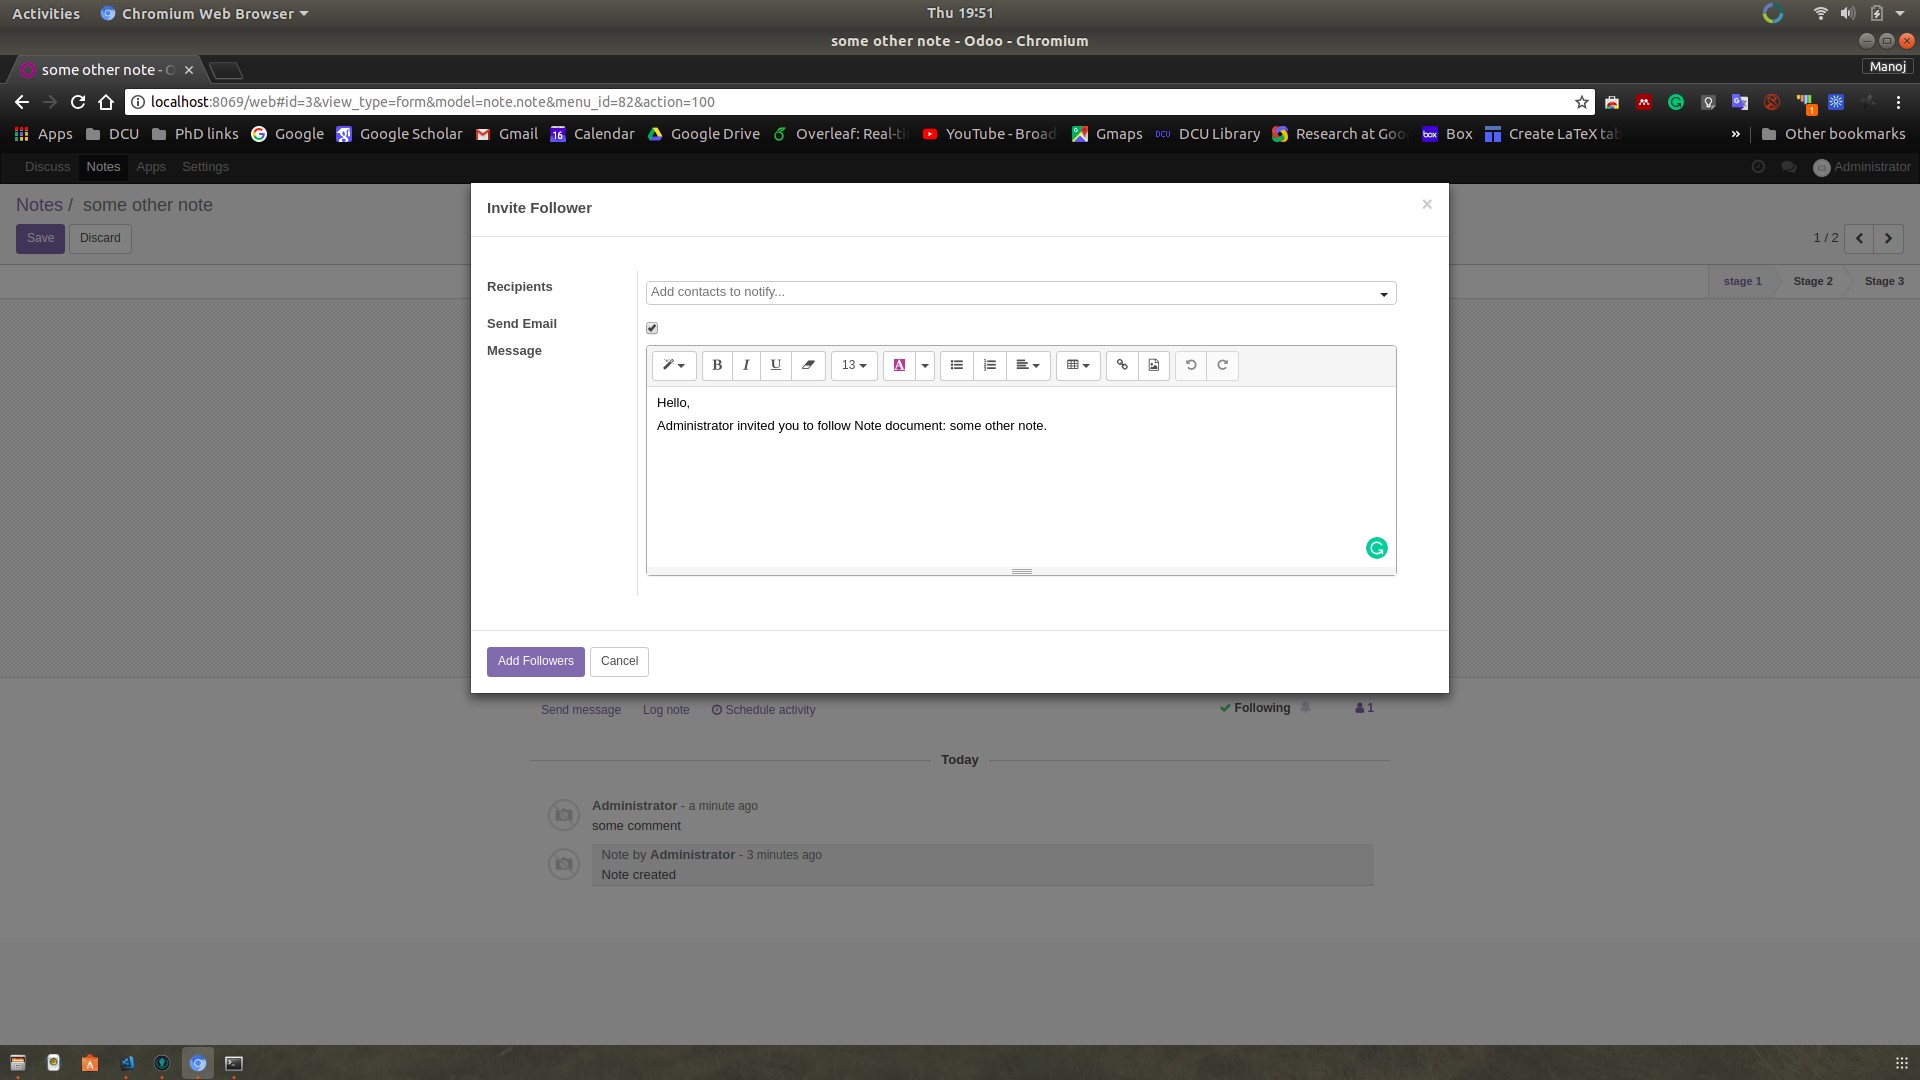 Activities Chromium Web Browser Thu 19:51
some other note - Odoo - Chromium
some other note - Manoj
localhost:8069/web#id=3&view_type=form&model=note.note&menu_id=82&action=100
Apps DCU PhD links Google Google Scholar 16 Calendar Gmail Google Drive Overleaf: Real-ti YouTube - Broad Gmaps DCU DCU Library Research at Goo box Box Create LaTeX tab » Other bookmarks
Discuss Notes Apps Settings Administrator
Notes / some other note
Save Discard 1 / 2
stage 1 Stage 2 Stage 3
Invite Follower ×
Recipients Add contacts to notify...
Send Email
Message
B I U 13 A
Hello,
Administrator invited you to follow Note document: some other note.
Add Followers Cancel
Send message Log note Schedule activity Following 1
Today
Administrator - a minute ago
some comment
Note by Administrator - 3 minutes ago
Note created